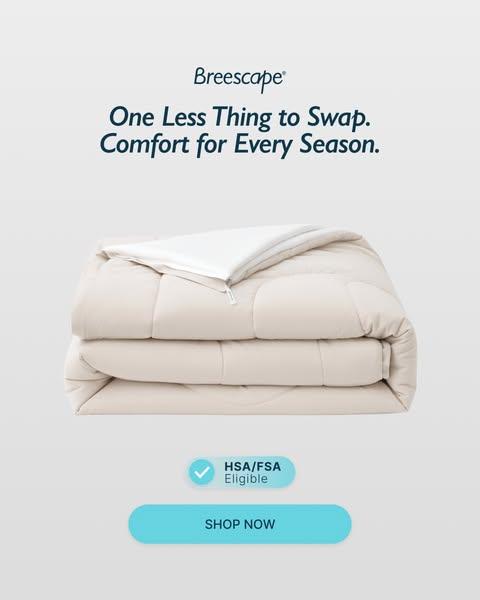 Breescape®
One Less Thing to Swap.
Comfort for Every Season.
HSA/FSA
Eligible
SHOP NOW